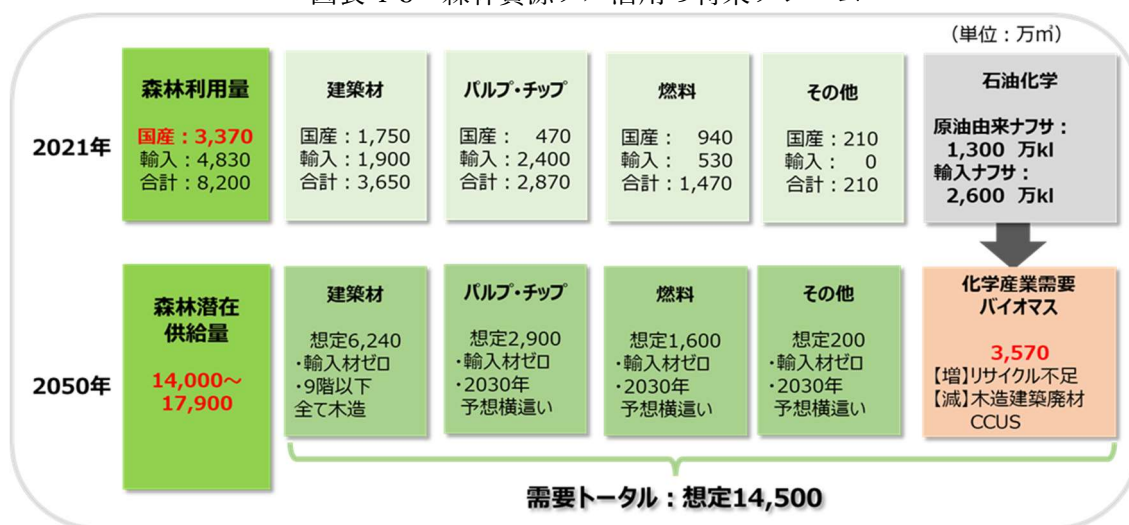 (単位:万㎥)
2021年
森林利用量
国産:3,370
輸入:4,830
合計:8,200
建築材
国産:1,750
輸入:1,900
合計:3,650
パルプ・チップ
国産: 470
輸入:2,400
合計:2,870
燃料
国産: 940
輸入: 530
合計:1,470
その他
国産:210
輸入: 0
合計:210
石油化学
原油由来ナフサ:
1,300 万kl
輸入ナフサ:
2,600 万kl
2050年
森林潜在
供給量
14,000~
17,900
建築材
想定6,240
・輸入材ゼロ
・9階以下
全て木造
パルプ・チップ
想定2,900
・輸入材ゼロ
・2030年
予想横這い
燃料
想定1,600
・輸入材ゼロ
・2030年
予想横這い
その他
想定200
・輸入材ゼロ
・2030年
予想横這い
化学産業需要
バイオマス
3,570
【増】リサイクル不足
【減】木造建築廃材
CCUS
需要トータル:想定14,500